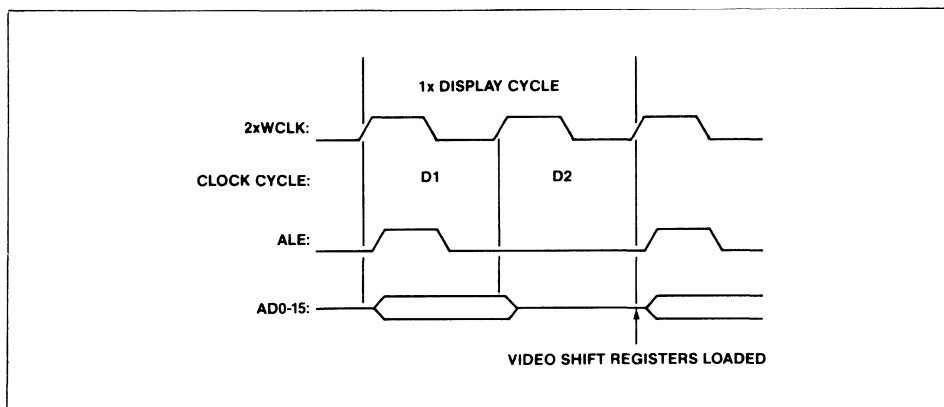 1x DISPLAY CYCLE
2xWCLK:
CLOCK CYCLE: D1 D2
ALE:
AD0-15:
VIDEO SHIFT REGISTERS LOADED